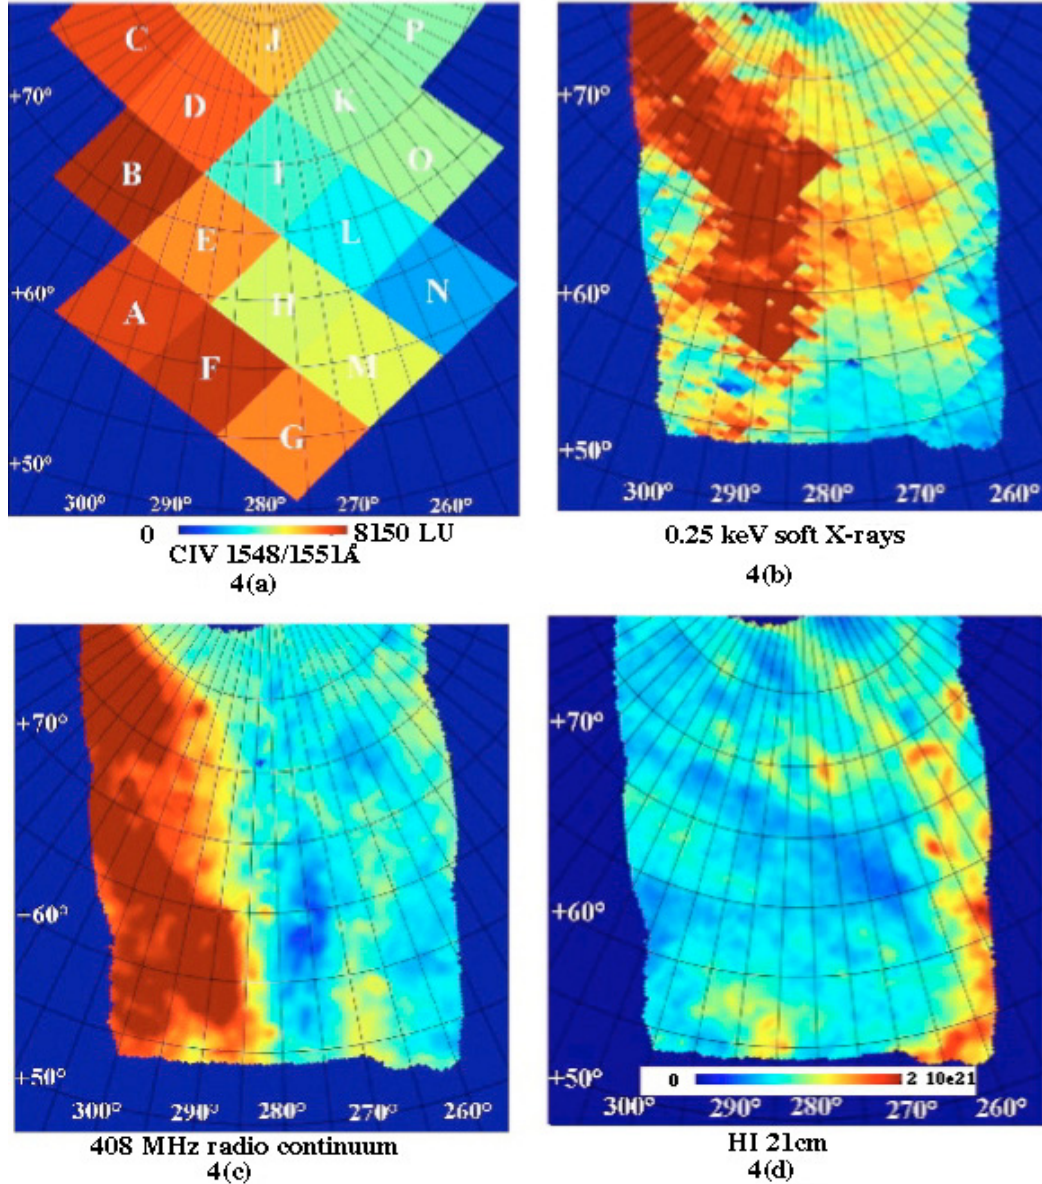 C J P
+70°
D K
B I O
E L
+60°
A H N
F M
G
+50°
300° 290° 280° 270° 260°
0 8150 LU
CIV 1548/1551Å
4(a)
+70°
+60°
+50°
300° 290° 280° 270° 260°
0.25 keV soft X-rays
4(b)
+70°
−60°
+50°
300° 290° 280° 270° 260°
408 MHz radio continuum
4(c)
+70°
+60°
+50°
0 2 10e21
300° 290° 280° 270° 260°
HI 21cm
4(d)